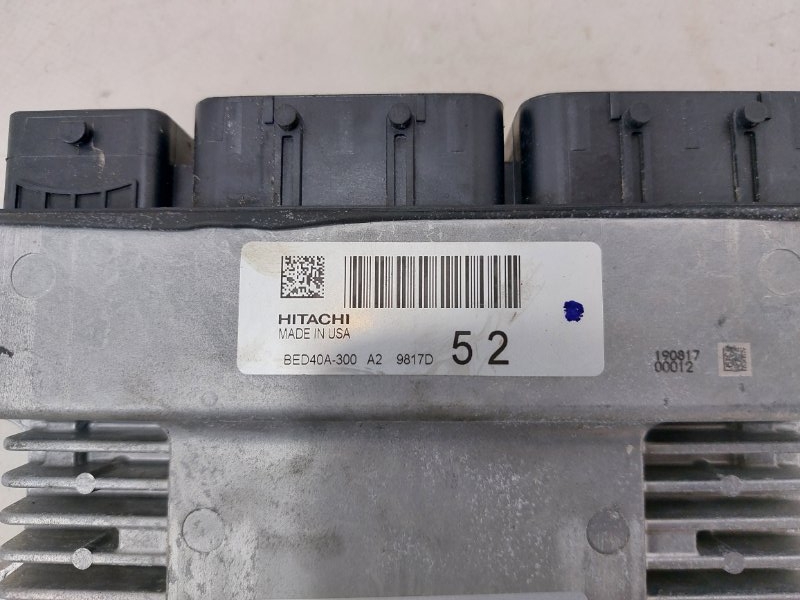 HITACHI
MADE IN USA
BED40A-300 A2 9817D 52
190817
00012